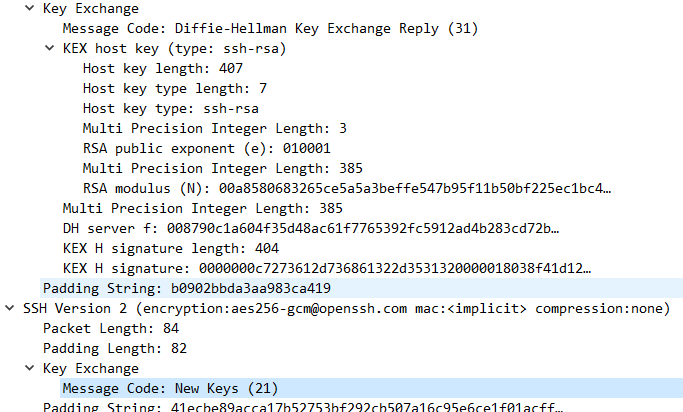 Key Exchange
Message Code: Diffie-Hellman Key Exchange Reply (31)
KEX host key (type: ssh-rsa)
Host key length: 407
Host key type length: 7
Host key type: ssh-rsa
Multi Precision Integer Length: 3
RSA public exponent (e): 010001
Multi Precision Integer Length: 385
RSA modulus (N): 00a8580683265ce5a5a3beffe547b95f11b50bf225ec1bc4…
Multi Precision Integer Length: 385
DH server f: 008790c1a604f35d48ac61f7765392fc5912ad4b283cd72b…
KEX H signature length: 404
KEX H signature: 0000000c7273612d736861322d3531320000018038f41d12…
Padding String: b0902bbda3aa983ca419
SSH Version 2 (encryption:aes256-gcm@openssh.com mac:<implicit> compression:none)
Packet Length: 84
Padding Length: 82
Key Exchange
Message Code: New Keys (21)
Padding String: 41ecbe89acca17b52753bf292cb507a16c95e6ce1f01acff…